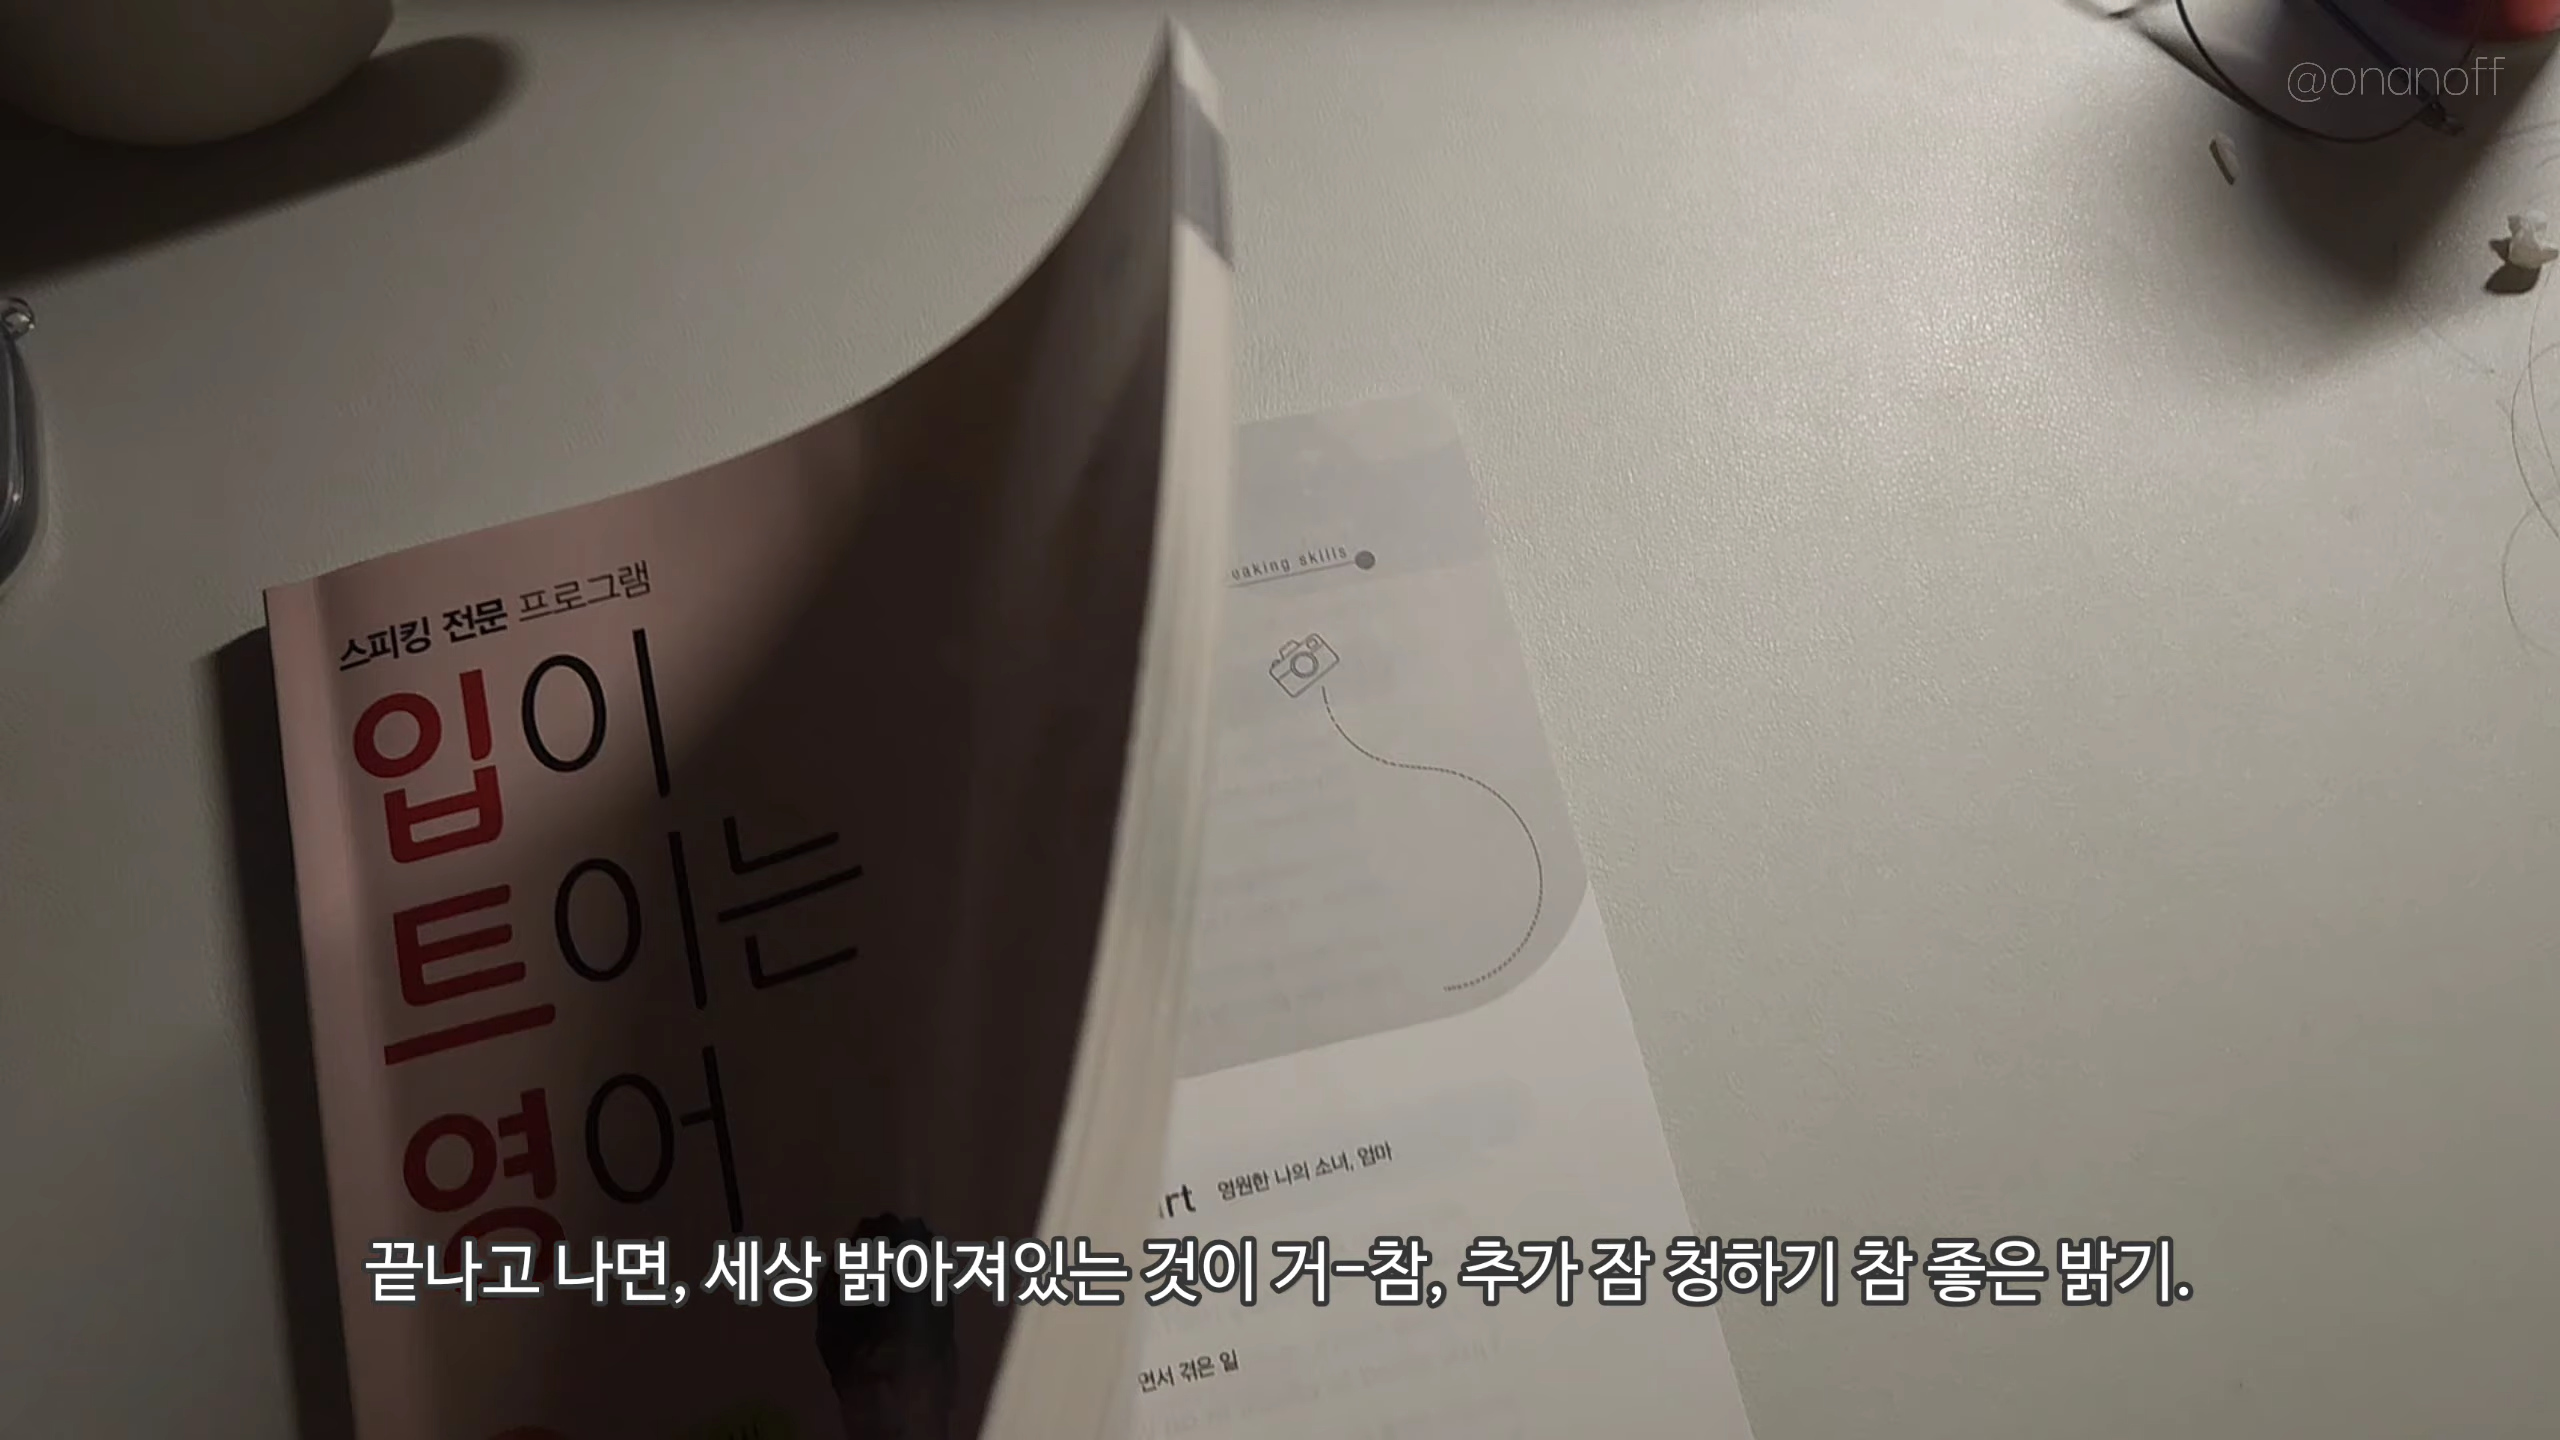 @onanoff
스피킹 전문 프로그램
입이
트이는
영어
eaking skills
art 영원한 나의 소녀, 엄마
면서 겪은 일
끝나고 나면, 세상 밝아져있는 것이 거-참, 추가 잠 청하기 참 좋은 밝기.